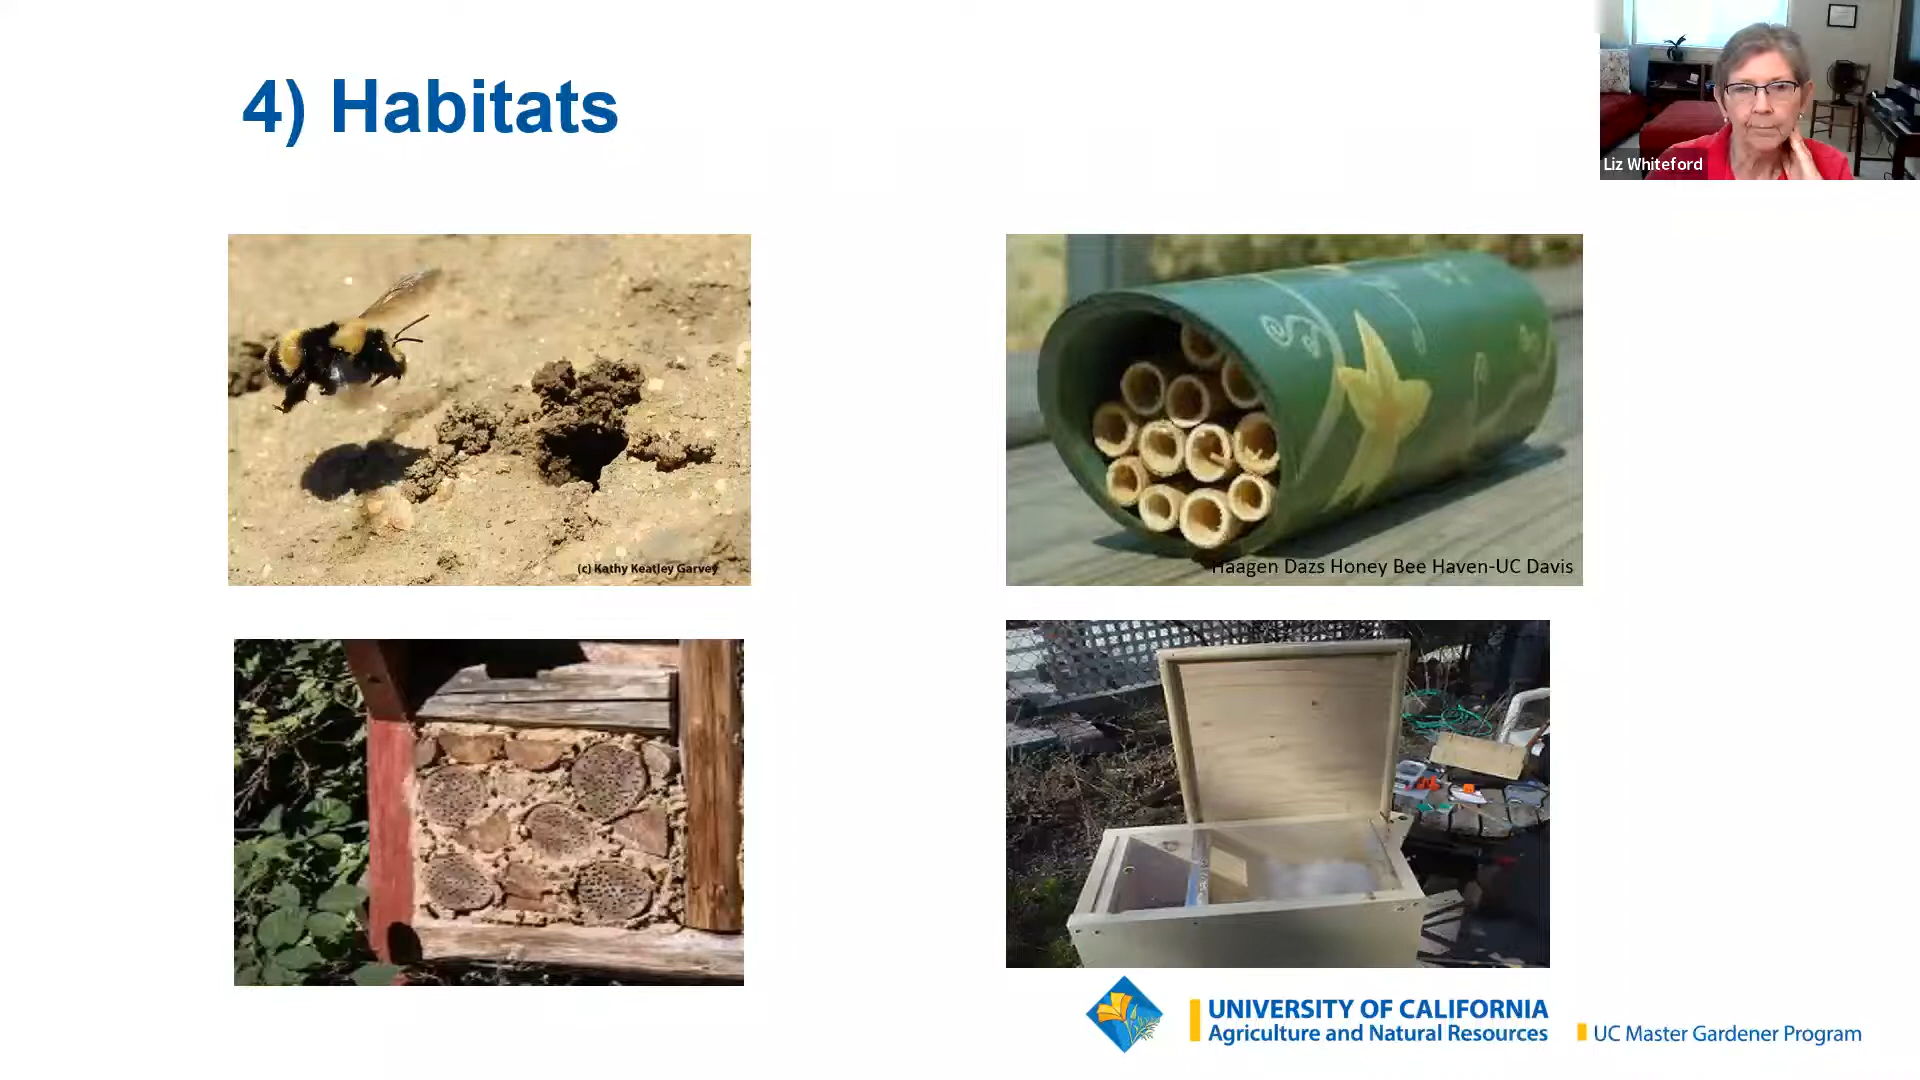 4) Habitats
Liz Whiteford
(c) Kathy Keatley Garvey
Haagen Dazs Honey Bee Haven-UC Davis
UNIVERSITY OF CALIFORNIA
Agriculture and Natural Resources
UC Master Gardener Program